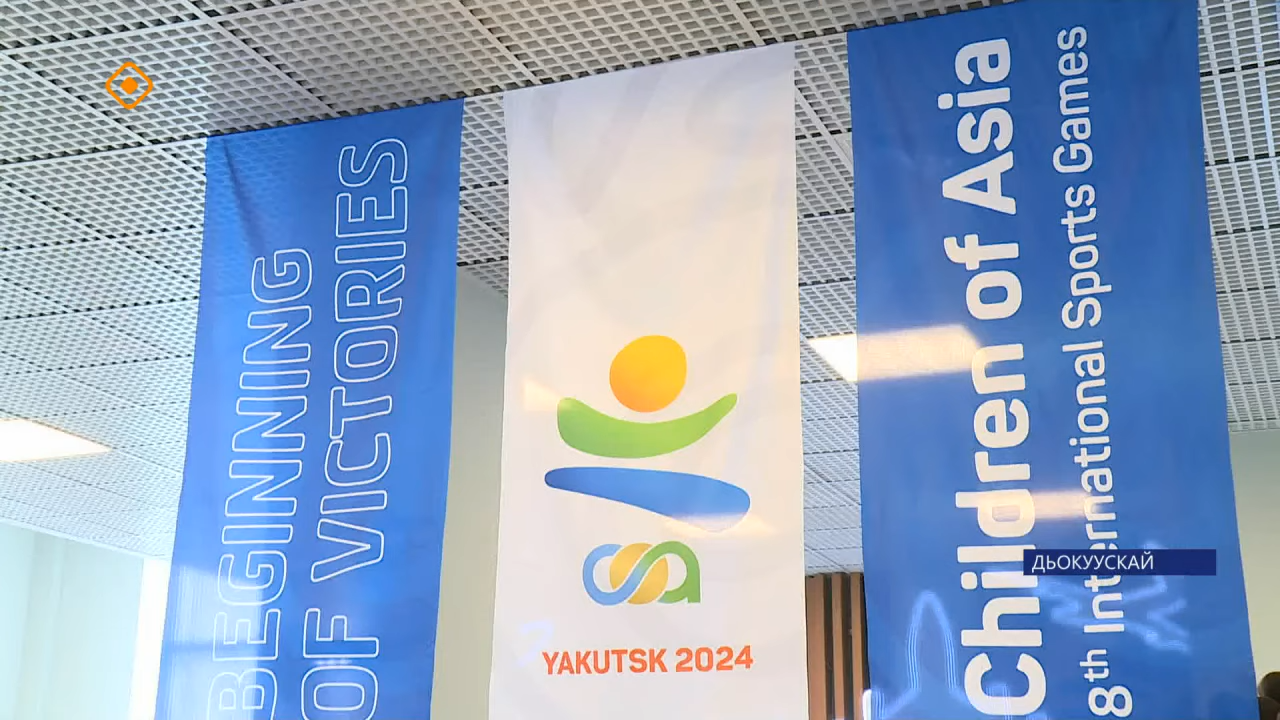 BEGINNING
OF VICTORIES
YAKUTSK 2024
Children of Asia
8th International Sports Games
ДЬОКУУСКАЙ